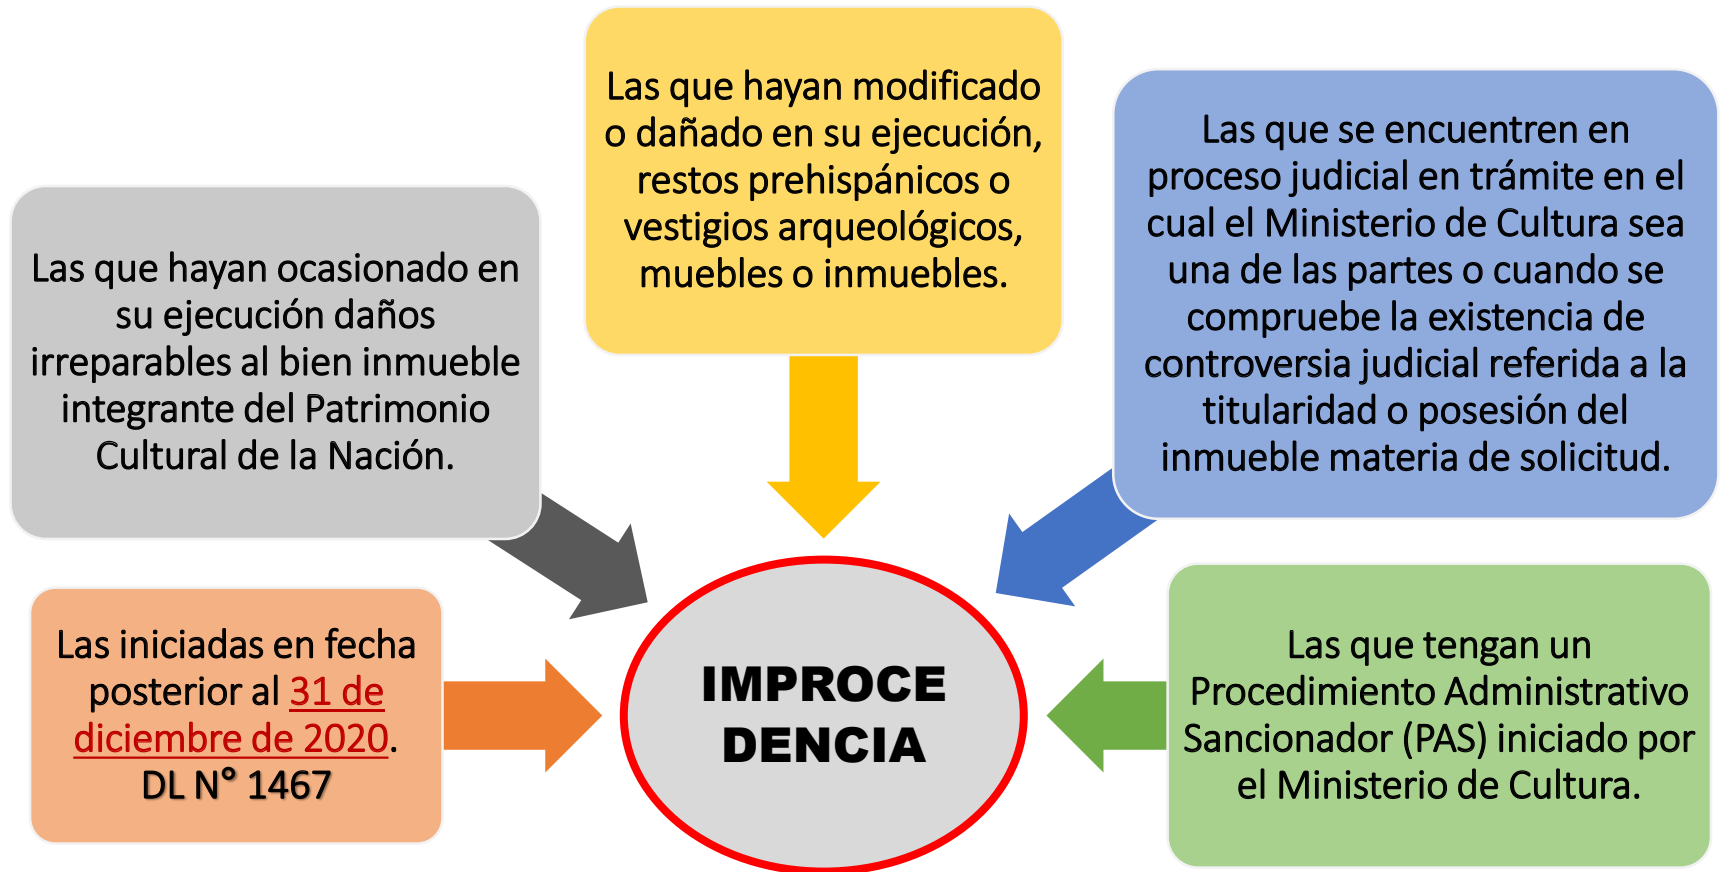 Las que hayan modificado
o dañado en su ejecución,
restos prehispánicos o
vestigios arqueológicos,
muebles o inmuebles.
Las que se encuentren en
proceso judicial en trámite en el
cual el Ministerio de Cultura sea
una de las partes o cuando se
compruebe la existencia de
controversia judicial referida a la
titularidad o posesión del
inmueble materia de solicitud.
Las que hayan ocasionado en
su ejecución daños
irreparables al bien inmueble
integrante del Patrimonio
Cultural de la Nación.
Las iniciadas en fecha
posterior al 31 de
diciembre de 2020.
DL N° 1467
IMPROCE
DENCIA
Las que tengan un
Procedimiento Administrativo
Sancionador (PAS) iniciado por
el Ministerio de Cultura.